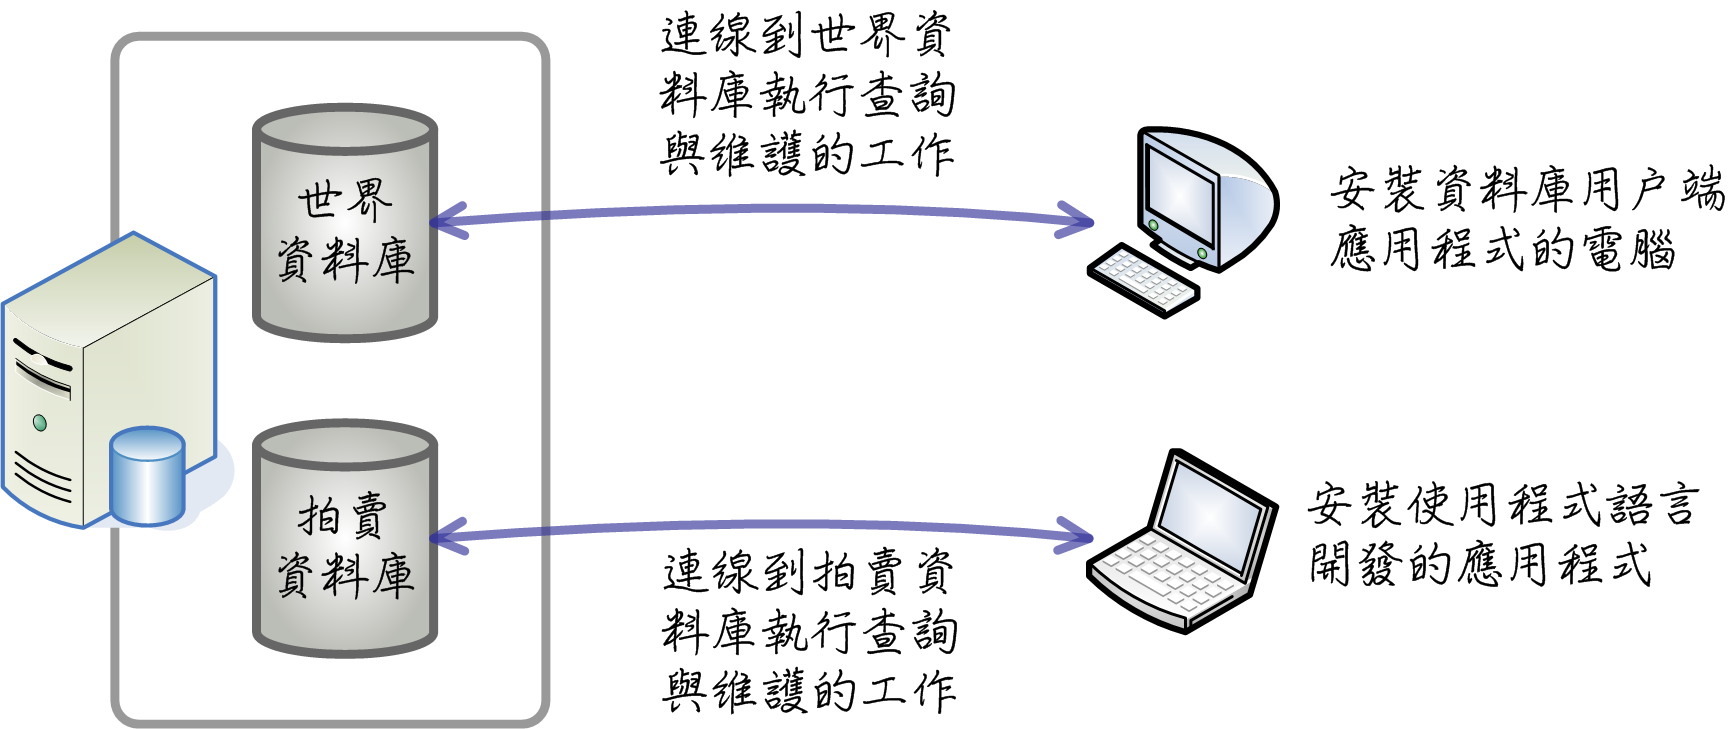 連線到世界資
料庫執行查詢
與維護的工作
世界
資料庫
安裝資料庫用戶端
應用程式的電腦
拍賣
資料庫
連線到拍賣資
料庫執行查詢
與維護的工作
安裝使用程式語言
開發的應用程式